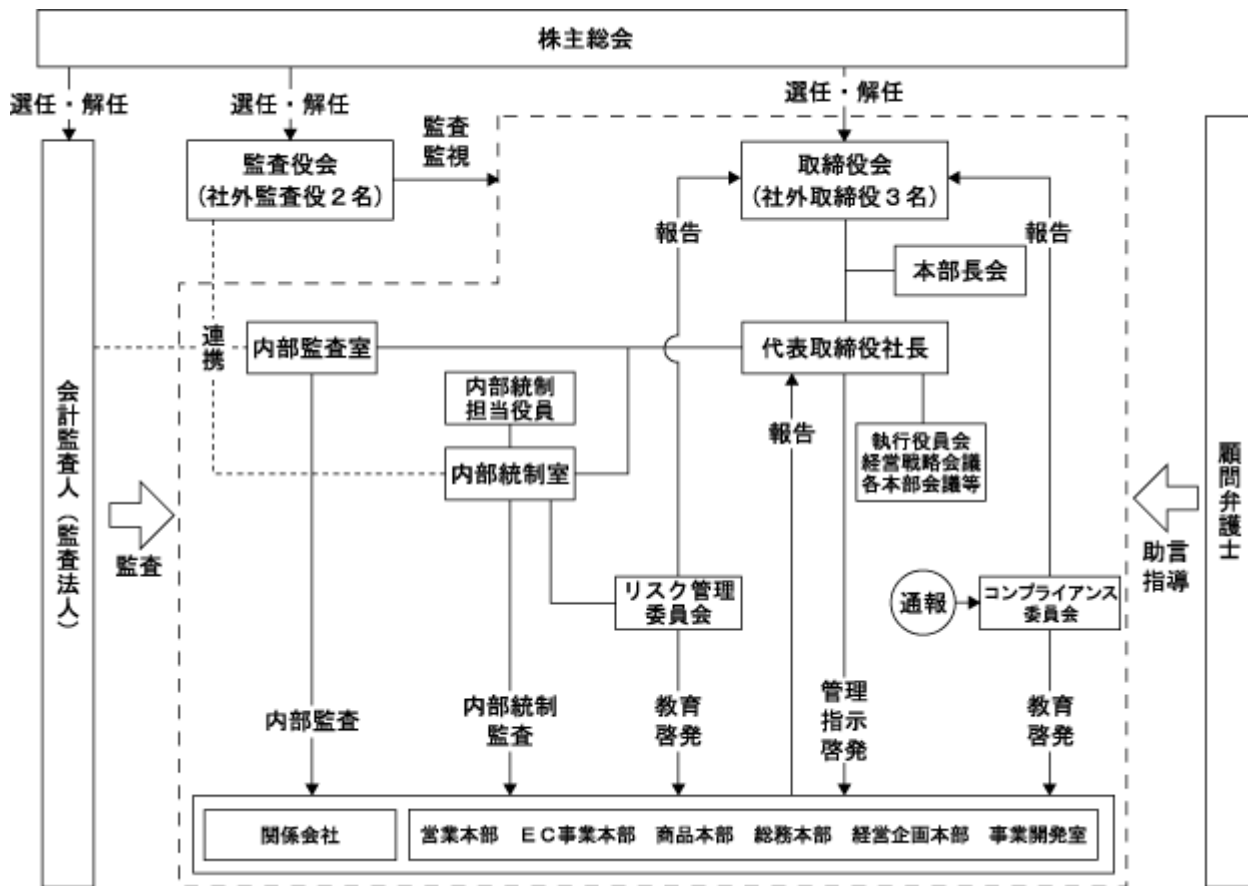 株主総会
選任・解任
選任・解任
選任・解任
監査役会
（社外監査役２名）
監査
監視
取締役会
（社外取締役３名）
報告
報告
本部長会
連携
内部監査室
代表取締役社長
内部統制
担当役員
内部統制室
報告
執行役員会
経営戦略会議
各本部会議等
会計監査人（監査法人）
監査
顧問弁護士
助言
指導
リスク管理
委員会
通報
コンプライアンス
委員会
内部監査
内部統制
監査
教育
啓発
管理
指示
啓発
教育
啓発
関係会社
営業本部　ＥＣ事業本部　商品本部　総務本部　経営企画本部　事業開発室